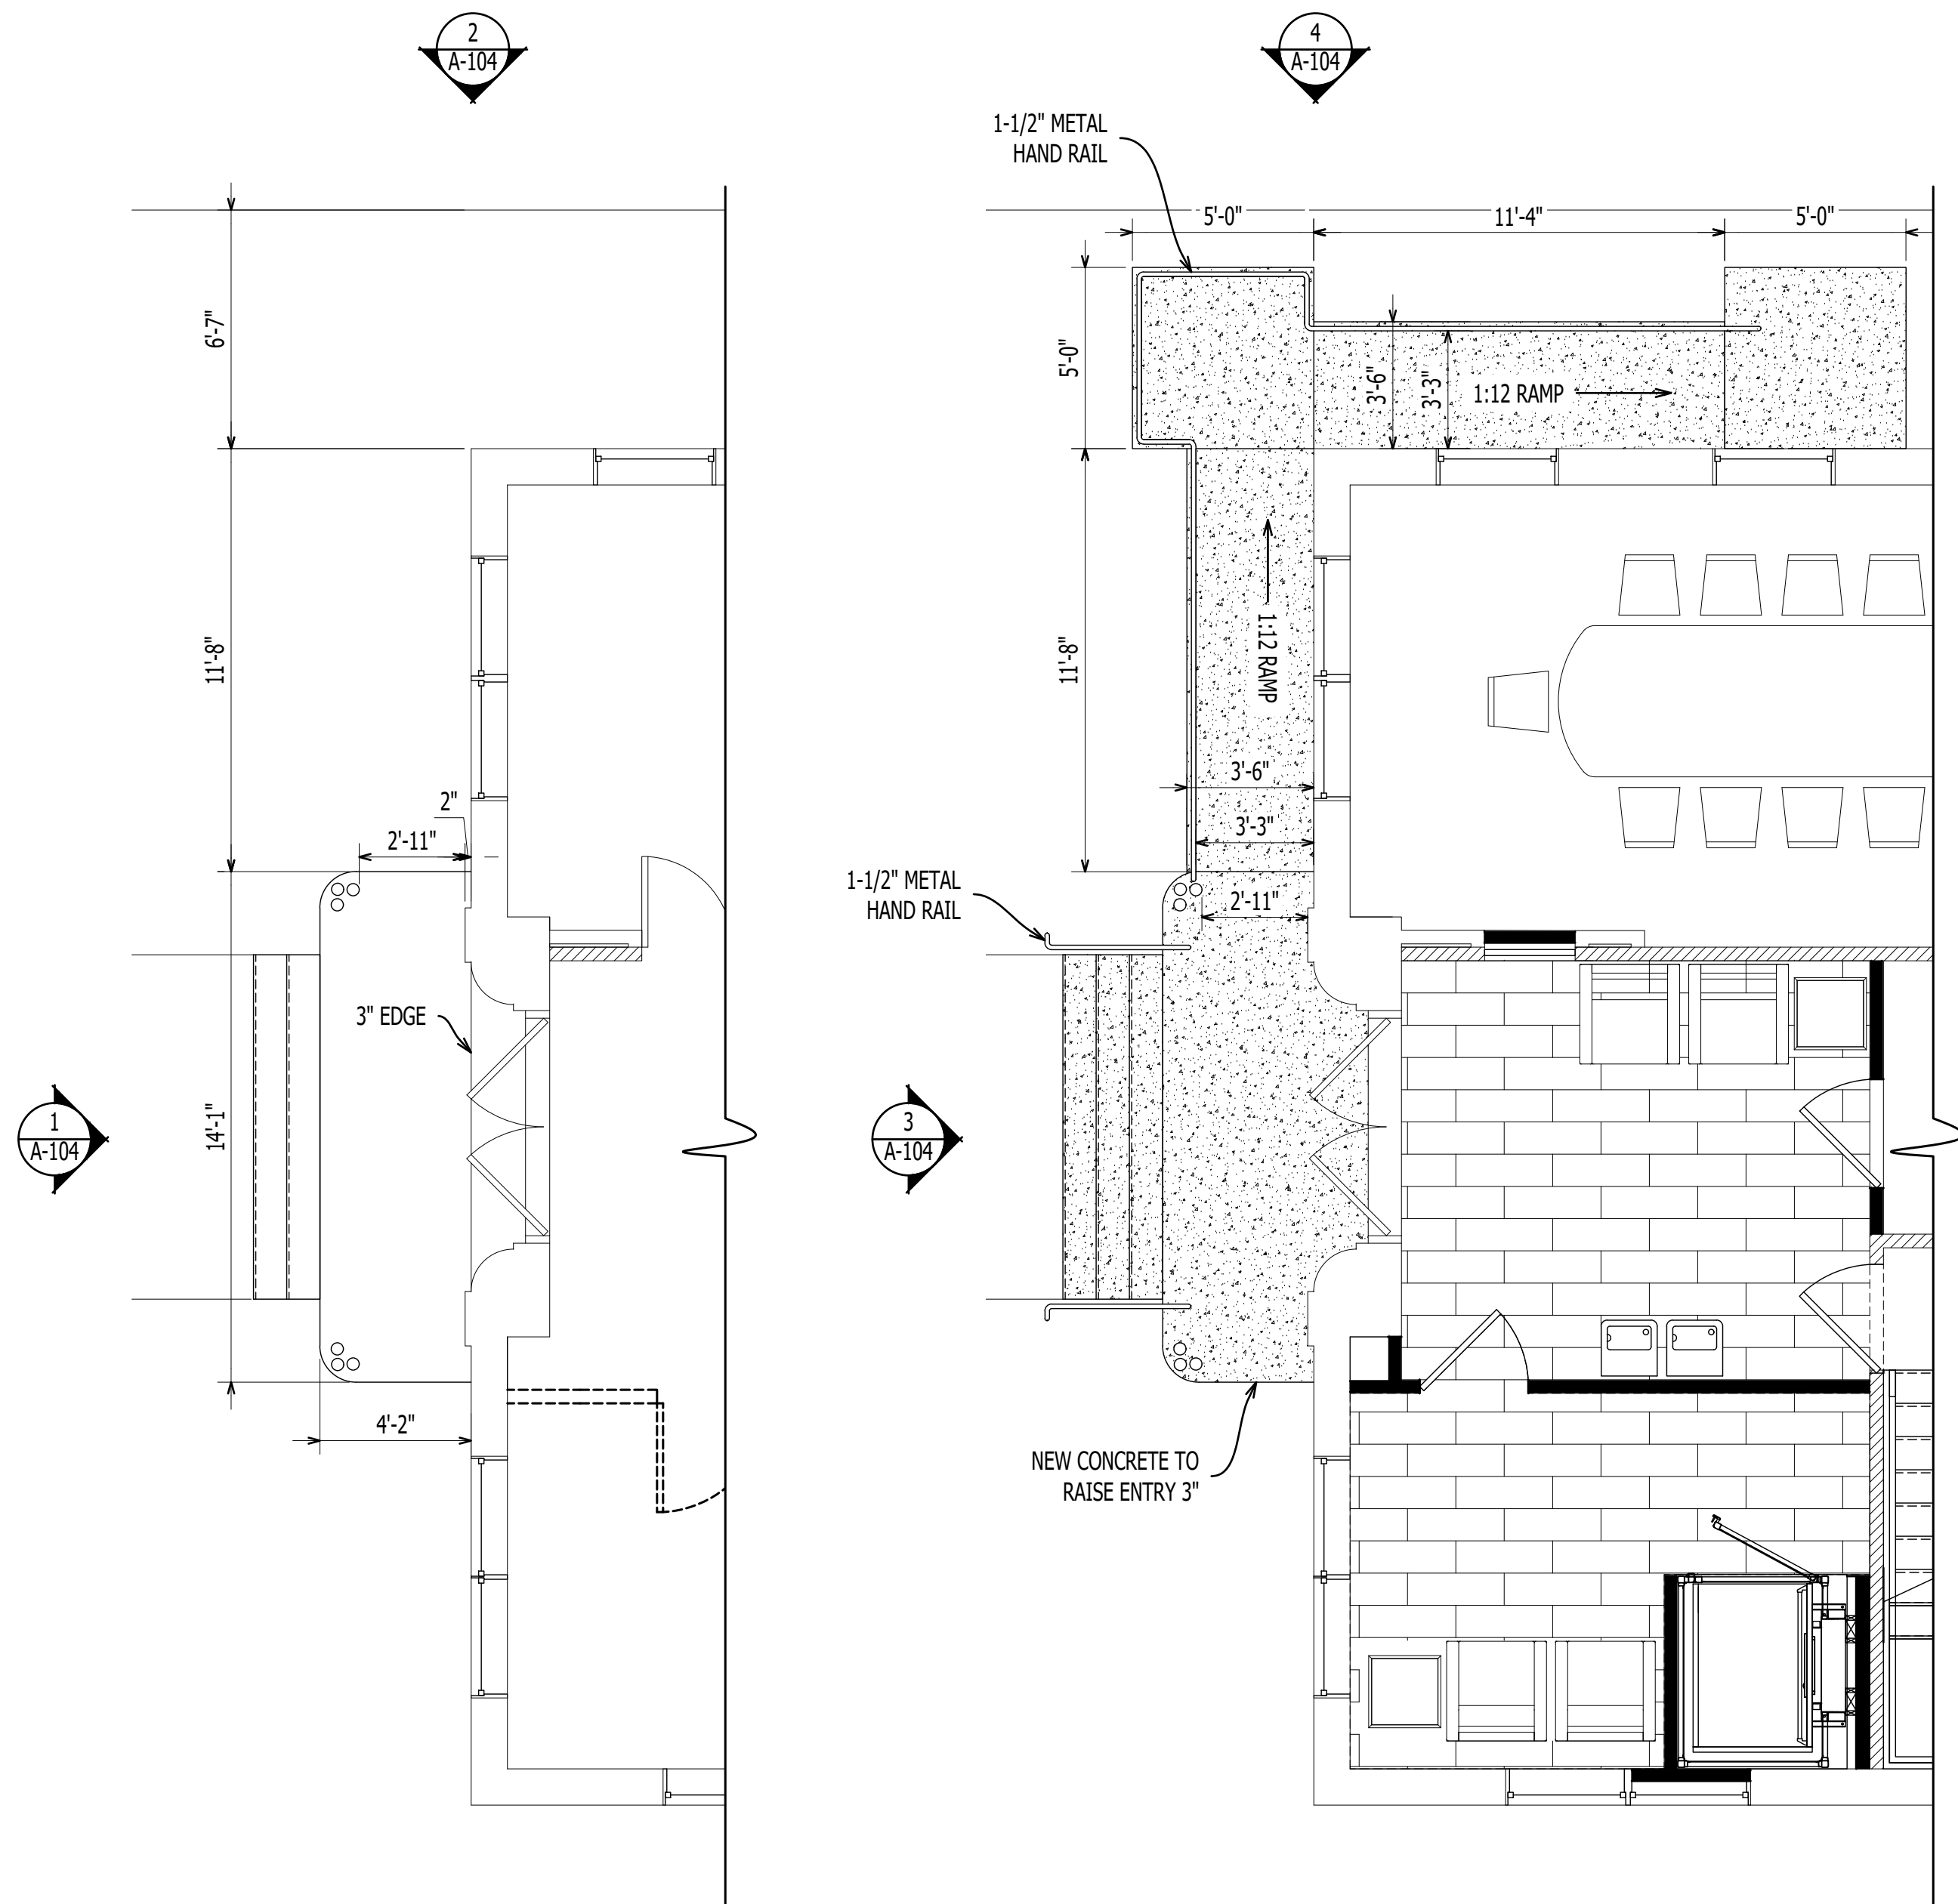 2
A-104
4
A-104
1-1/2" METAL
HAND RAIL
5'-0"
11'-4"
5'-0"
6'-7"
5'-0"
3'-6"
3'-3"
1:12 RAMP
11'-8"
11'-8"
1:12 RAMP
2"
2'-11"
3'-6"
3'-3"
1-1/2" METAL
HAND RAIL
2'-11"
3" EDGE
1
A-104
14'-1"
3
A-104
4'-2"
NEW CONCRETE TO
RAISE ENTRY 3"